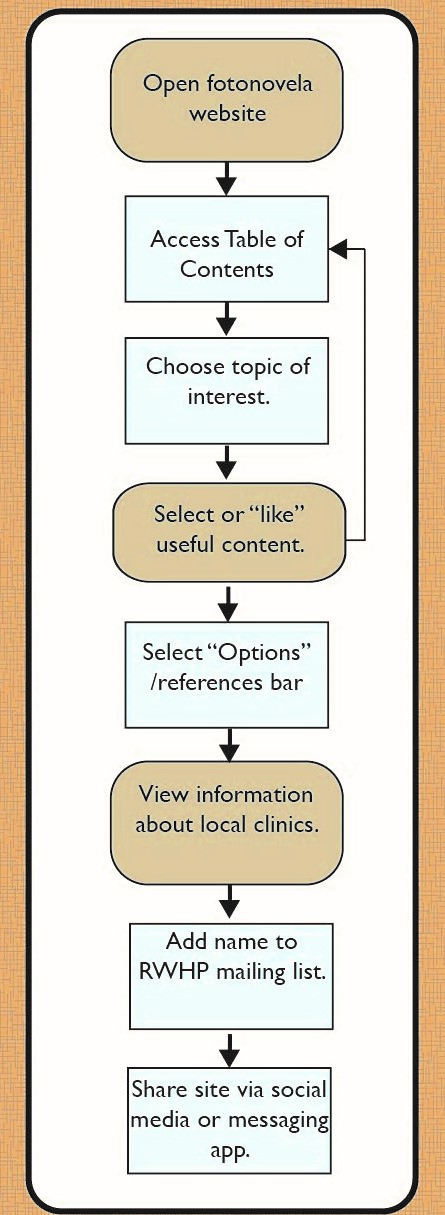 Open fotonovela
website
Access Table of
Contents
Choose topic of
interest.
Select or “like”
useful content.
Select “Options”
/references bar
View information
about local clinics.
Add name to
RWHP mailing list.
Share site via social
media or messaging
app.